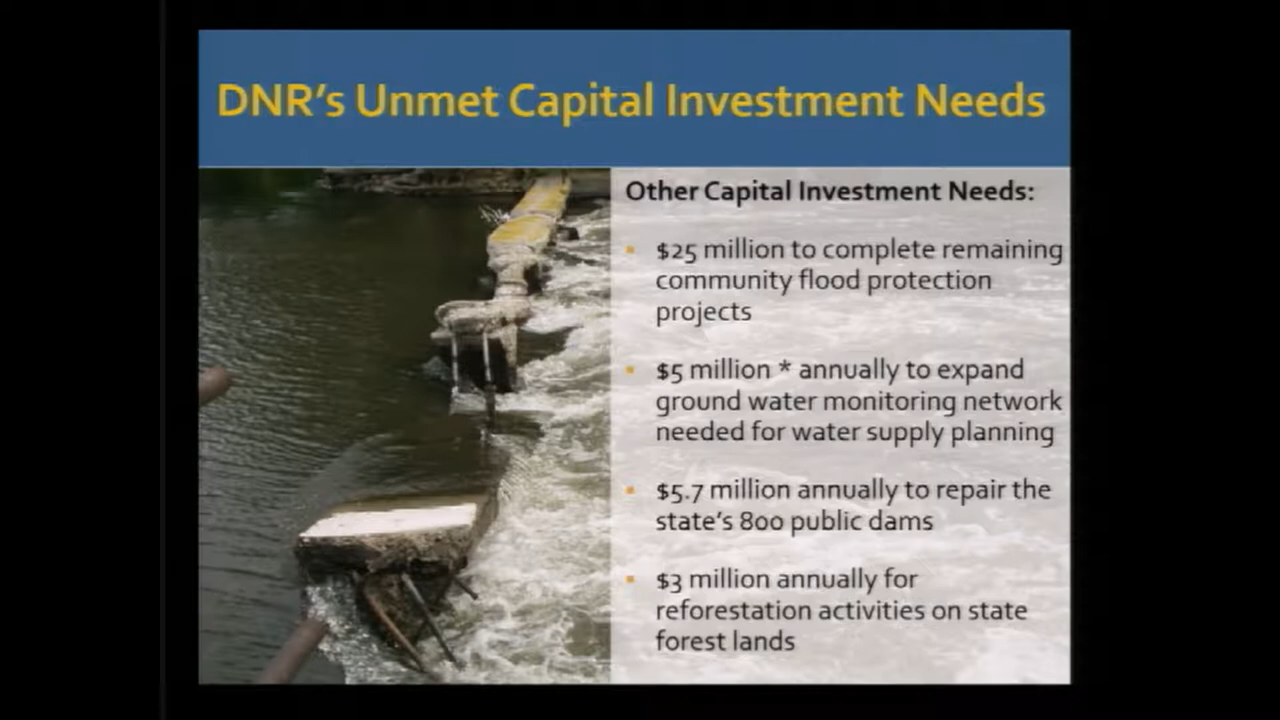 DNR's Unmet Capital Investment Needs
Other Capital Investment Needs:
▪ $25 million to complete remaining
community flood protection
projects
▪ $5 million * annually to expand
ground water monitoring network
needed for water supply planning
▪ $5.7 million annually to repair the
state's 800 public dams
▪ $3 million annually for
reforestation activities on state
forest lands